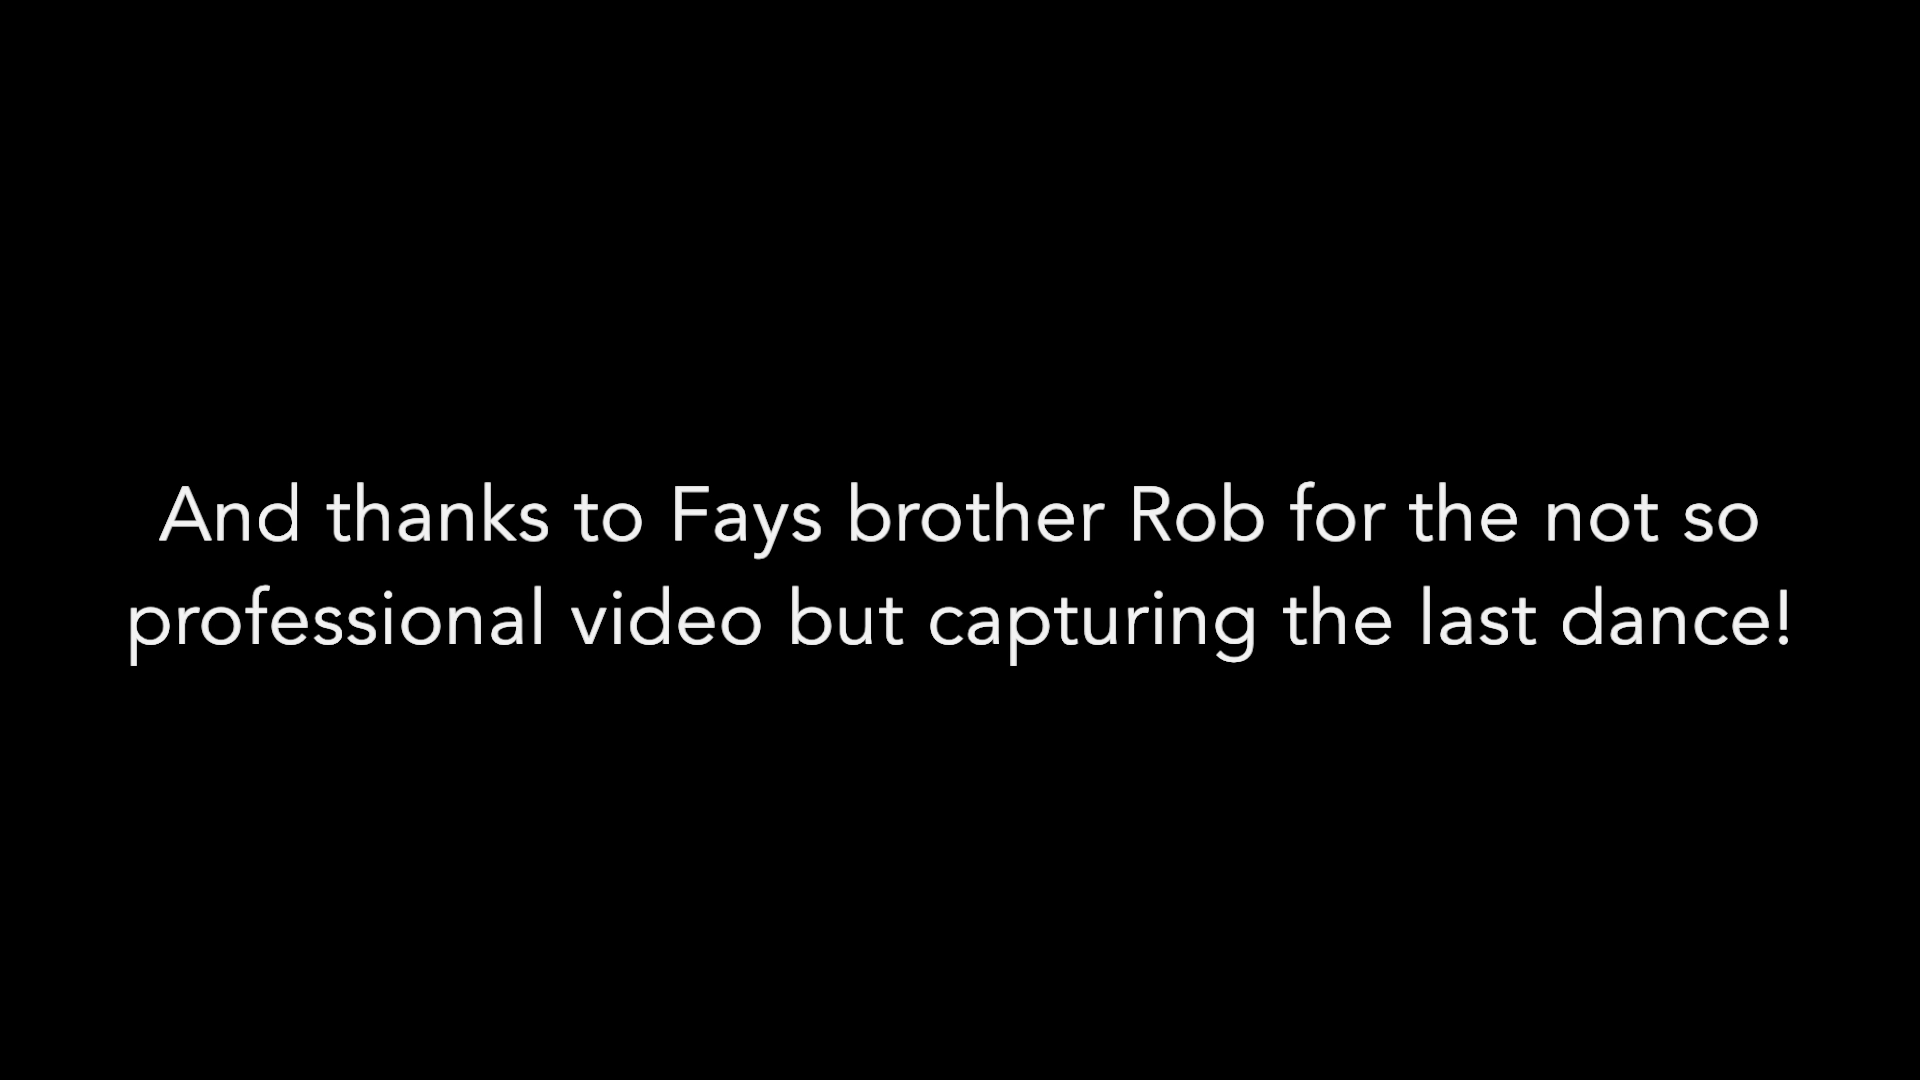 And thanks to Fays brother Rob for the not so
professional video but capturing the last dance!